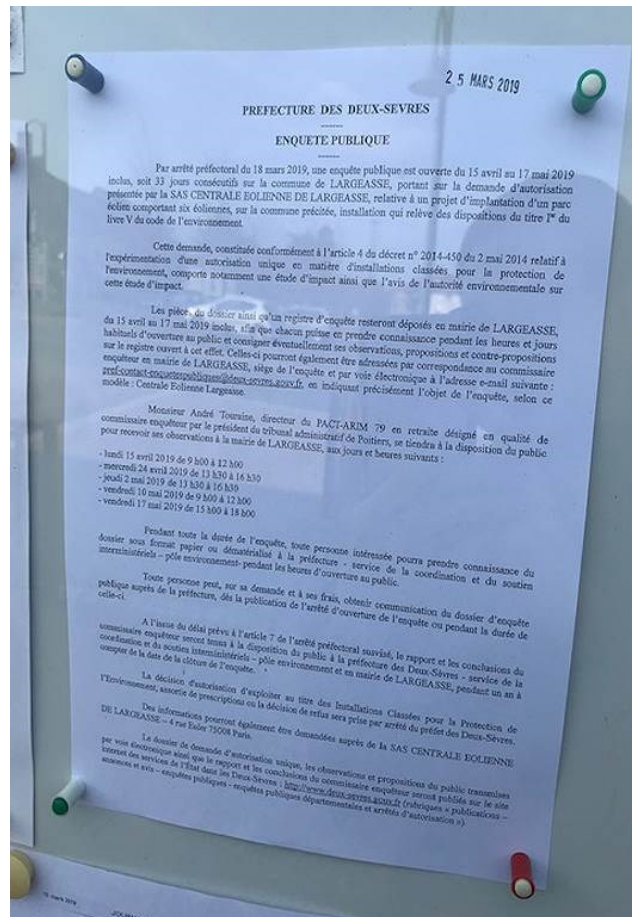 25 MARS 2019
PREFECTURE DES DEUX-SEVRES
ENQUETE PUBLIQUE
Par arrêté préfectoral du 18 mars 2019, une enquête publique est ouverte du 15 avril au 17 mai 2019
inclus, soit 33 jours consécutifs sur la commune de LARGEASSE, portant sur la demande d'autorisation
présentée par la SAS CENTRALE EOLIENNE DE LARGEASSE, relative à un projet d'implantation d'un parc
éolien comportant six éoliennes, sur la commune précitée, installation qui relève des dispositions du titre Ier du
livre V du code de l'environnement.
Cette demande, constituée conformément à l'article 4 du décret n° 2014-450 du 2 mai 2014 relatif à
l'expérimentation d'une autorisation unique en matière d'installations classées pour la protection de
l'environnement, comporte notamment une étude d'impact ainsi que l'avis de l'autorité environnementale sur
cette étude d'impact.
Les pièces du dossier ainsi qu'un registre d'enquête resteront déposés en mairie de LARGEASSE,
du 15 avril au 17 mai 2019 inclus, afin que chacun puisse en prendre connaissance pendant les heures et jours
habituels d'ouverture au public et consigner éventuellement ses observations, propositions et contre-propositions
sur le registre ouvert à cet effet. Celles-ci pourront également être adressées par correspondance au commissaire
enquêteur en mairie de LARGEASSE, siège de l'enquête et par voie électronique à l'adresse e-mail suivante :
pref-contact-enquetespubliques@deux-sevres.gouv.fr, en indiquant précisément l'objet de l'enquête, selon ce
modèle : Centrale Eolienne Largeasse.
Monsieur André Touraine, directeur du PACT-ARIM 79 en retraite désigné en qualité de
commissaire enquêteur par le président du tribunal administratif de Poitiers, se tiendra à la disposition du public
pour recevoir ses observations à la mairie de LARGEASSE, aux jours et heures suivants :
- lundi 15 avril 2019 de 9 h00 à 12 h00
- mercredi 24 avril 2019 de 13 h30 à 16 h30
- jeudi 2 mai 2019 de 13 h30 à 16 h30
- vendredi 10 mai 2019 de 9 h00 à 12 h00
- vendredi 17 mai 2019 de 15 h00 à 18 h00
Pendant toute la durée de l'enquête, toute personne intéressée pourra prendre connaissance du
dossier sous format papier ou dématérialisé à la préfecture - service de la coordination et du soutien
interministériels – pôle environnement- pendant les heures d'ouverture au public.
Toute personne peut, sur sa demande et à ses frais, obtenir communication du dossier d'enquête
publique auprès de la préfecture, dès la publication de l'arrêté d'ouverture de l'enquête ou pendant la durée de
celle-ci.
A l'issue du délai prévu à l'article 7 de l'arrêté préfectoral susvisé, le rapport et les conclusions du
commissaire enquêteur seront tenus à la disposition du public à la préfecture des Deux-Sèvres - service de la
coordination et du soutien interministériels – pôle environnement et en mairie de LARGEASSE, pendant un an à
compter de la date de la clôture de l'enquête.
La décision d'autorisation d'exploiter au titre des Installations Classées pour la Protection de
l'Environnement, assortie de prescriptions ou la décision de refus sera prise par arrêté du préfet des Deux-Sèvres.
Des informations pourront également être demandées auprès de la SAS CENTRALE EOLIENNE
DE LARGEASSE – 4 rue Euler 75008 Paris.
Le dossier de demande d'autorisation unique, les observations et propositions du public transmises
par voie électronique ainsi que le rapport et les conclusions du commissaire enquêteur seront publiés sur le site
internet des services de l'État dans les Deux-Sèvres : http://www.deux-sevres.gouv.fr (rubriques « publications –
annonces et avis – enquêtes publiques - enquêtes publiques départementales et arrêtés d'autorisation »).
mars 2019